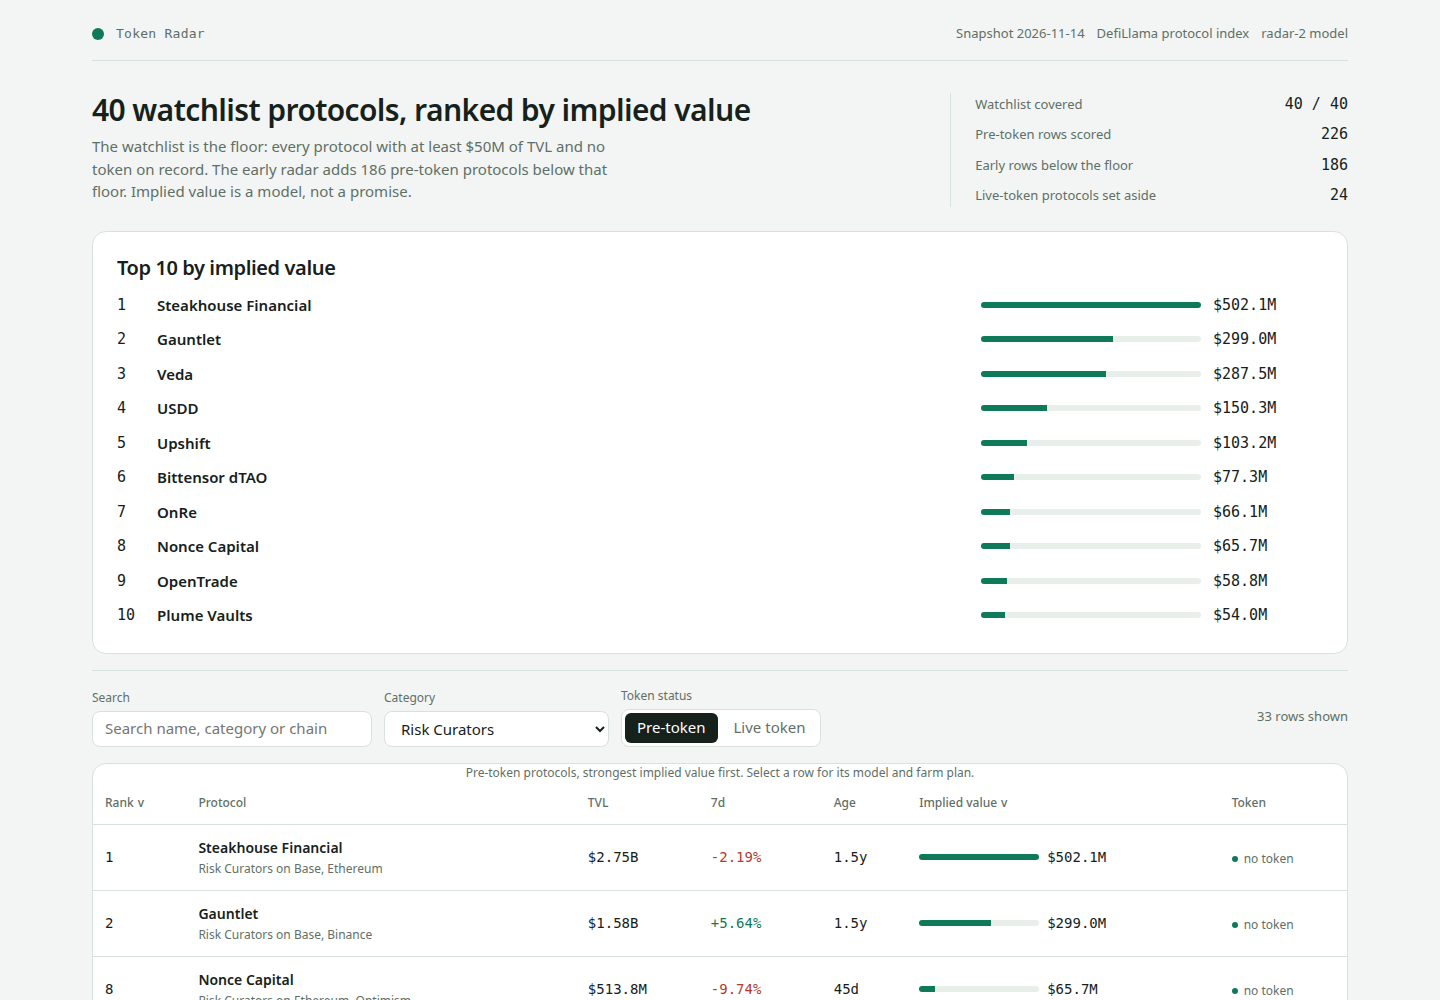 Token Radar
Snapshot 2026-11-14 DefiLlama protocol index radar-2 model
40 watchlist protocols, ranked by implied value
The watchlist is the floor: every protocol with at least $50M of TVL and no
token on record. The early radar adds 186 pre-token protocols below that
floor. Implied value is a model, not a promise.
Watchlist covered 40 / 40
Pre-token rows scored 226
Early rows below the floor 186
Live-token protocols set aside 24
Top 10 by implied value
1 Steakhouse Financial $502.1M
2 Gauntlet $299.0M
3 Veda $287.5M
4 USDD $150.3M
5 Upshift $103.2M
6 Bittensor dTAO $77.3M
7 OnRe $66.1M
8 Nonce Capital $65.7M
9 OpenTrade $58.8M
10 Plume Vaults $54.0M
Search Category Token status
Search name, category or chain Risk Curators Pre-token Live token 33 rows shown
Pre-token protocols, strongest implied value first. Select a row for its model and farm plan.
Rank v Protocol TVL 7d Age Implied value v Token
1 Steakhouse Financial $2.75B -2.19% 1.5y $502.1M no token
Risk Curators on Base, Ethereum
2 Gauntlet $1.58B +5.64% 1.5y $299.0M no token
Risk Curators on Base, Binance
8 Nonce Capital $513.8M -9.74% 45d $65.7M no token
Risk Curators on Ethereum, Optimism